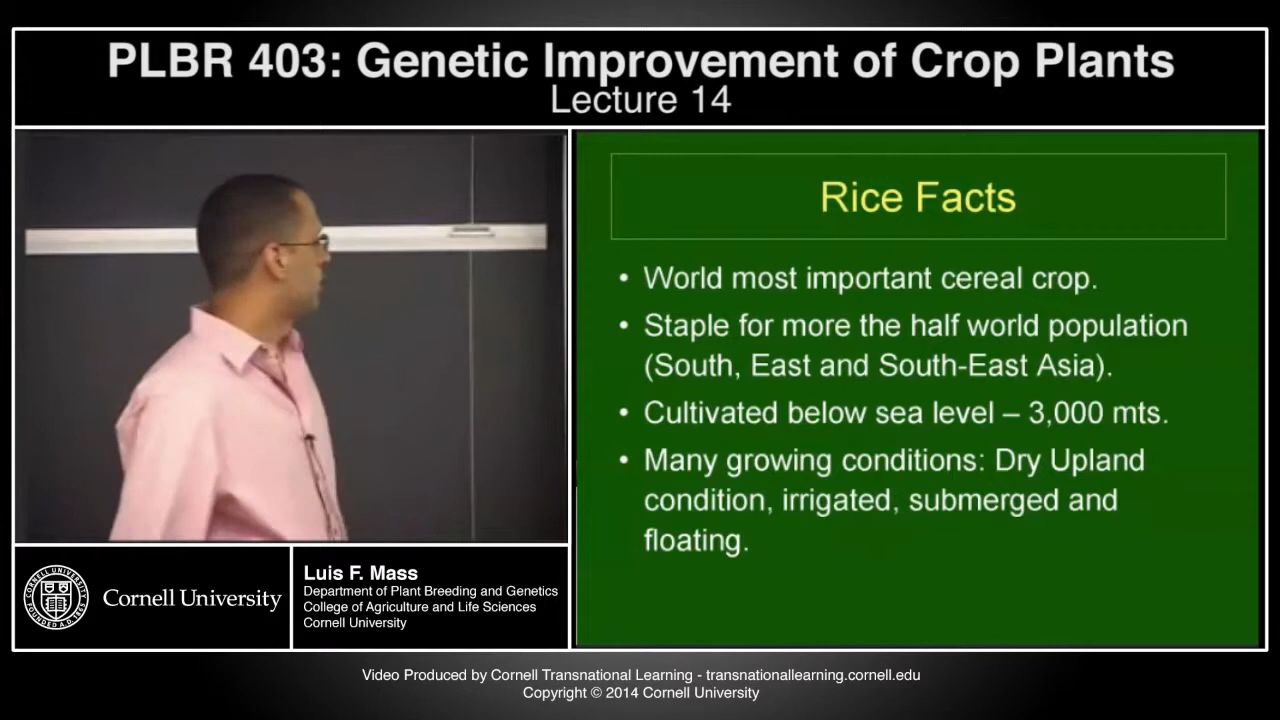 PLBR 403: Genetic Improvement of Crop Plants
Lecture 14
Rice Facts
• World most important cereal crop.
• Staple for more the half world population
(South, East and South-East Asia).
• Cultivated below sea level – 3,000 mts.
• Many growing conditions: Dry Upland
condition, irrigated, submerged and
floating.
Cornell University
Luis F. Mass
Department of Plant Breeding and Genetics
College of Agriculture and Life Sciences
Cornell University
Video Produced by Cornell Transnational Learning - transnationallearning.cornell.edu
Copyright © 2014 Cornell University